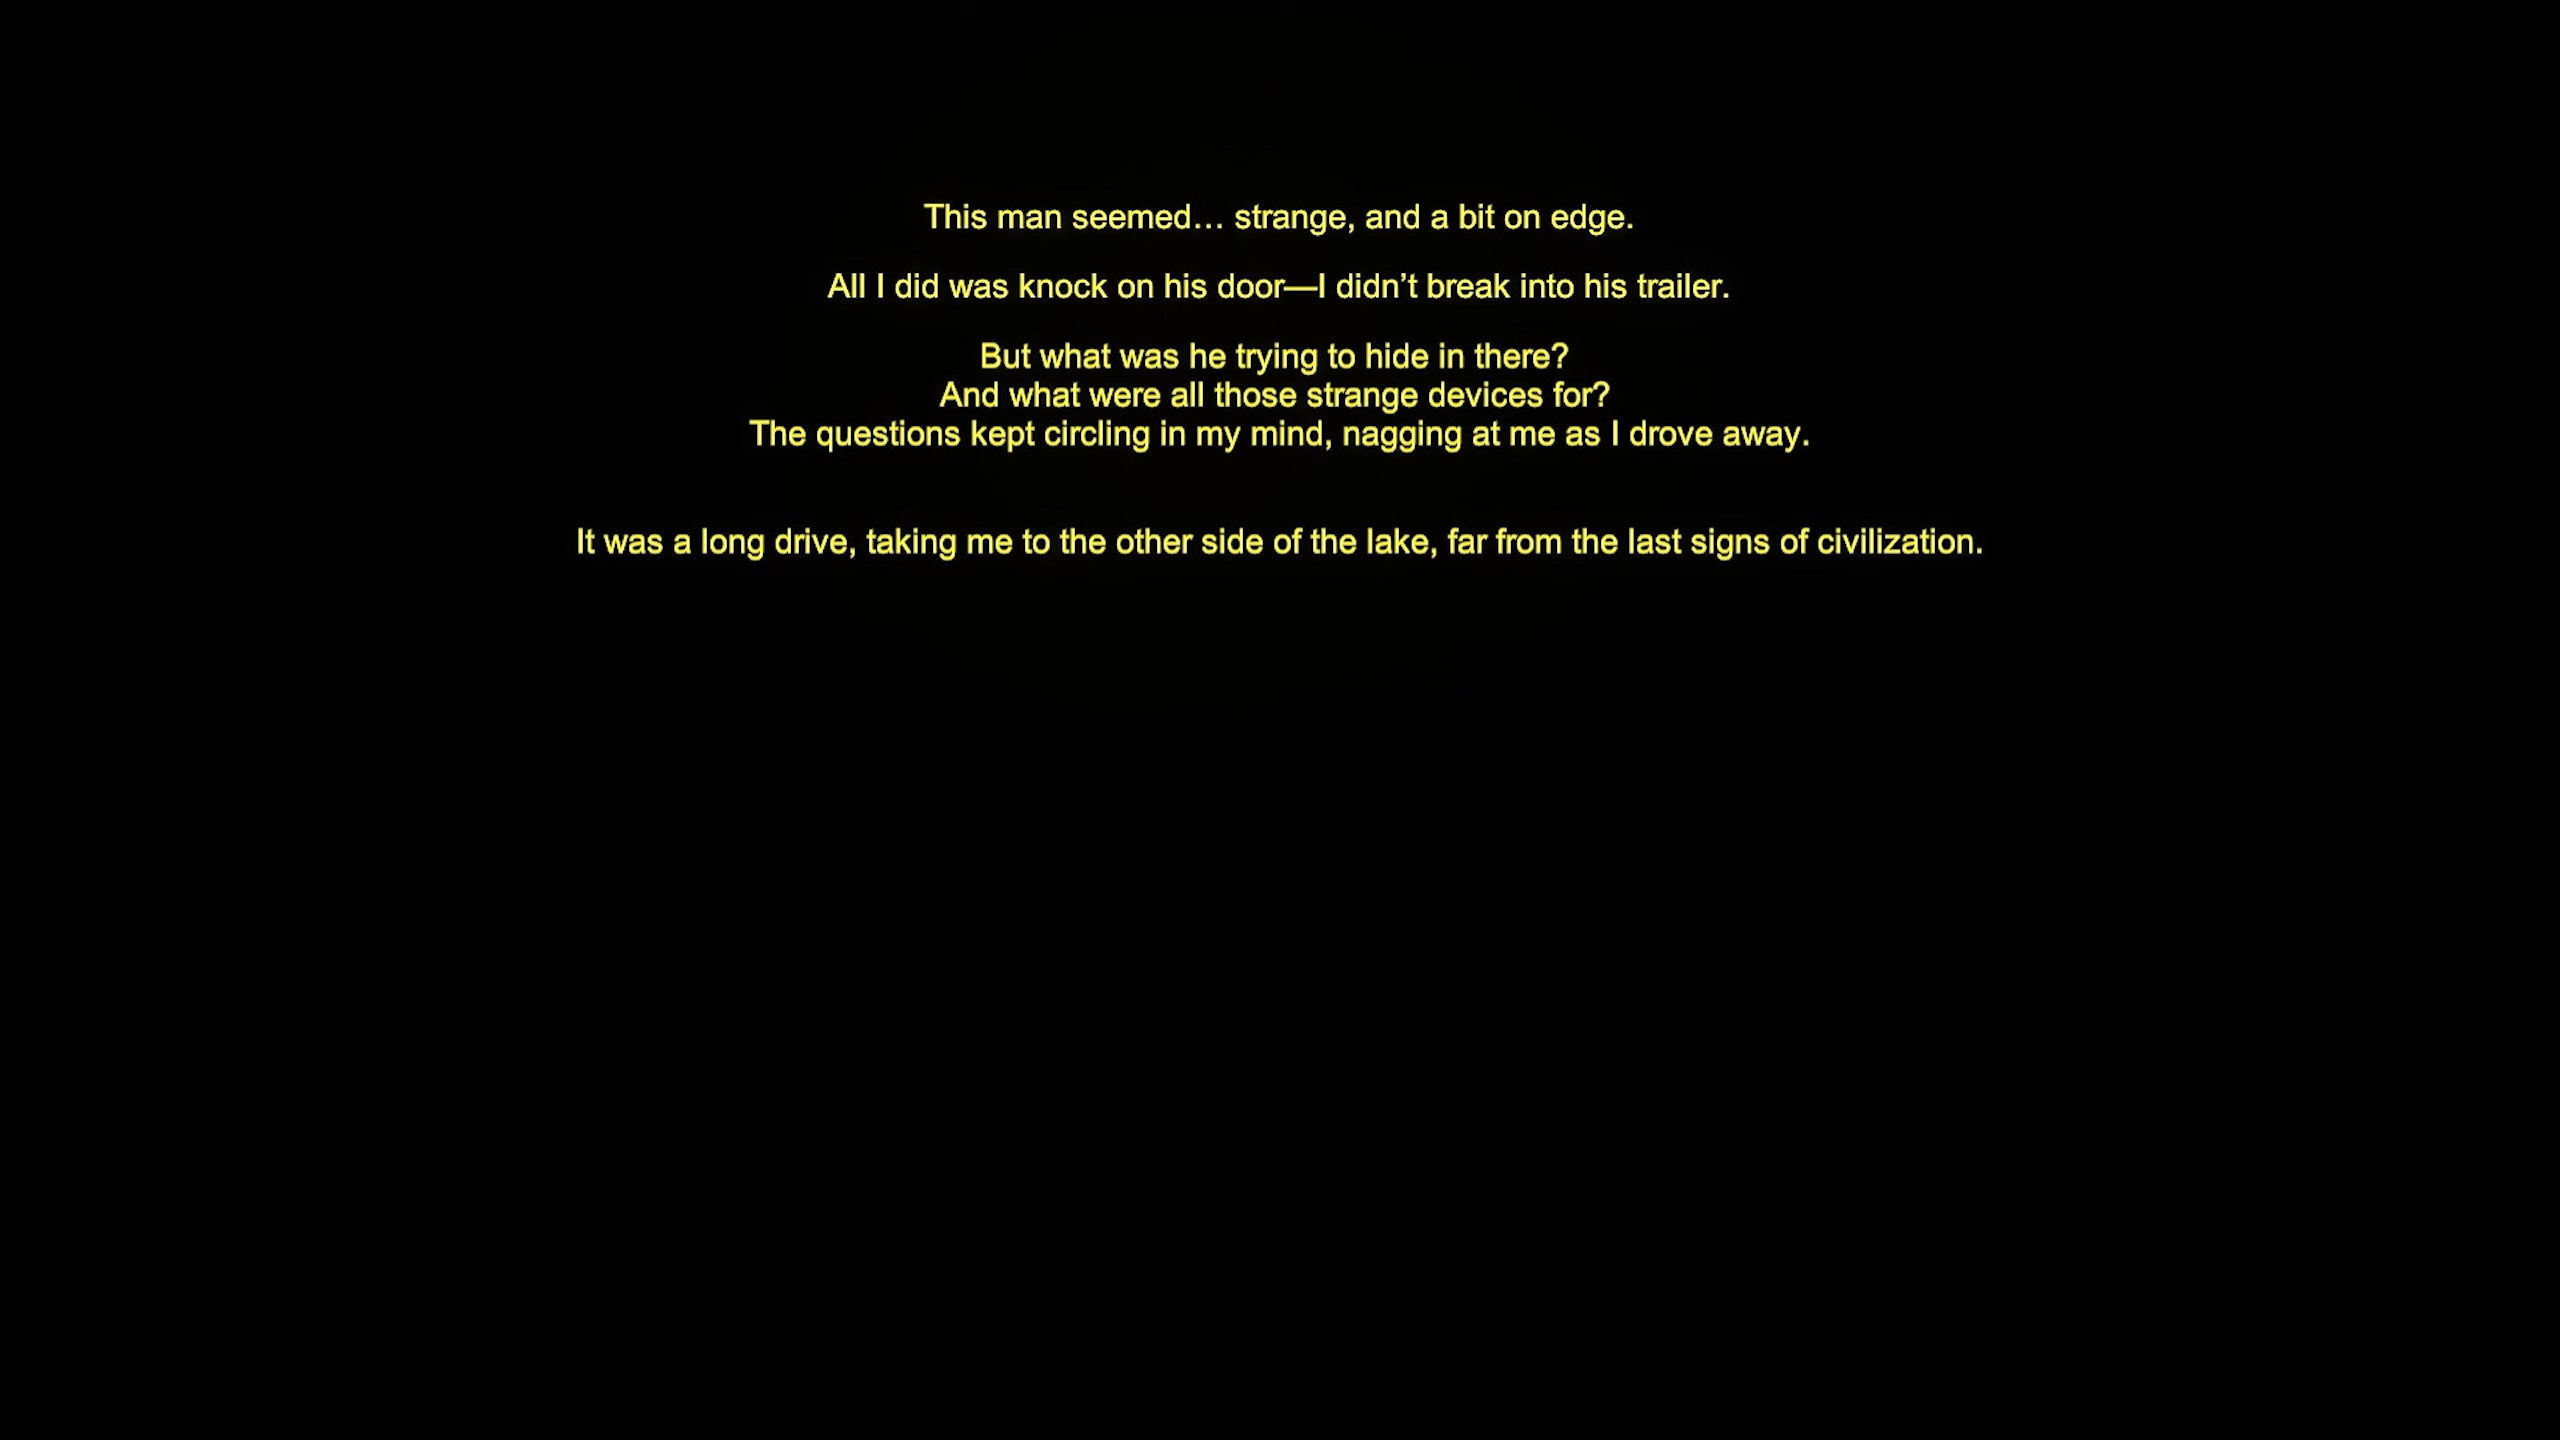 This man seemed… strange, and a bit on edge.
All I did was knock on his door—I didn’t break into his trailer.
But what was he trying to hide in there?
And what were all those strange devices for?
The questions kept circling in my mind, nagging at me as I drove away.
It was a long drive, taking me to the other side of the lake, far from the last signs of civilization.